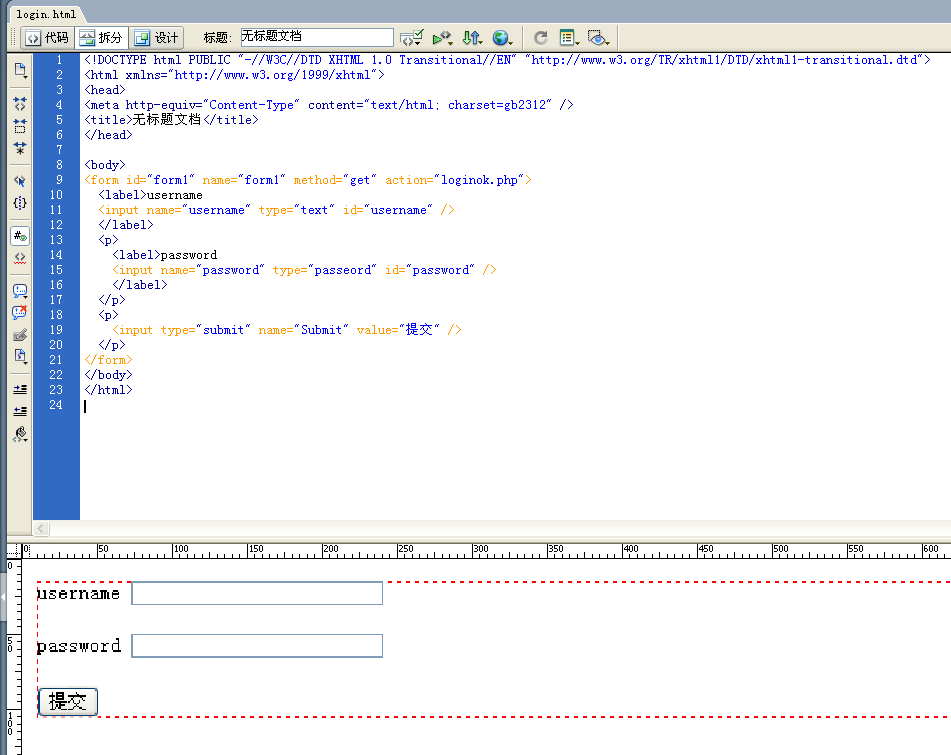 login.html
代码 拆分 设计 标题: 无标题文档
1 <!DOCTYPE html PUBLIC "-//W3C//DTD XHTML 1.0 Transitional//EN" "http://www.w3.org/TR/xhtml1/DTD/xhtml1-transitional.dtd">
2 <html xmlns="http://www.w3.org/1999/xhtml">
3 <head>
4 <meta http-equiv="Content-Type" content="text/html; charset=gb2312" />
5 <title>无标题文档</title>
6 </head>
7
8 <body>
9 <form id="form1" name="form1" method="get" action="loginok.php">
10 <label>username
11 <input name="username" type="text" id="username" />
12 </label>
13 <p>
14 <label>password
15 <input name="password" type="passeord" id="password" />
16 </label>
17 </p>
18 <p>
19 <input type="submit" name="Submit" value="提交" />
20 </p>
21 </form>
22 </body>
23 </html>
24
0 50 100 150 200 250 300 350 400 450 500 550 600
0
username
50
password
提交
100